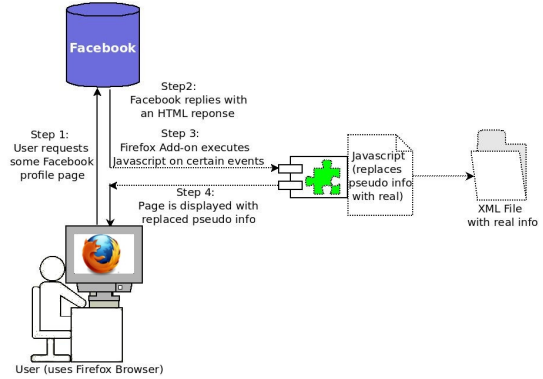 Facebook
Step2:
Facebook replies with
an HTML reponse
Step 1:
User requests
some Facebook
profile page
Step 3:
Firefox Add-on executes
Javascript on certain events
Javascript
(replaces
pseudo info
with real)
Step 4:
Page is displayed with
replaced pseudo info
XML File
with real info
User (uses Firefox Browser)